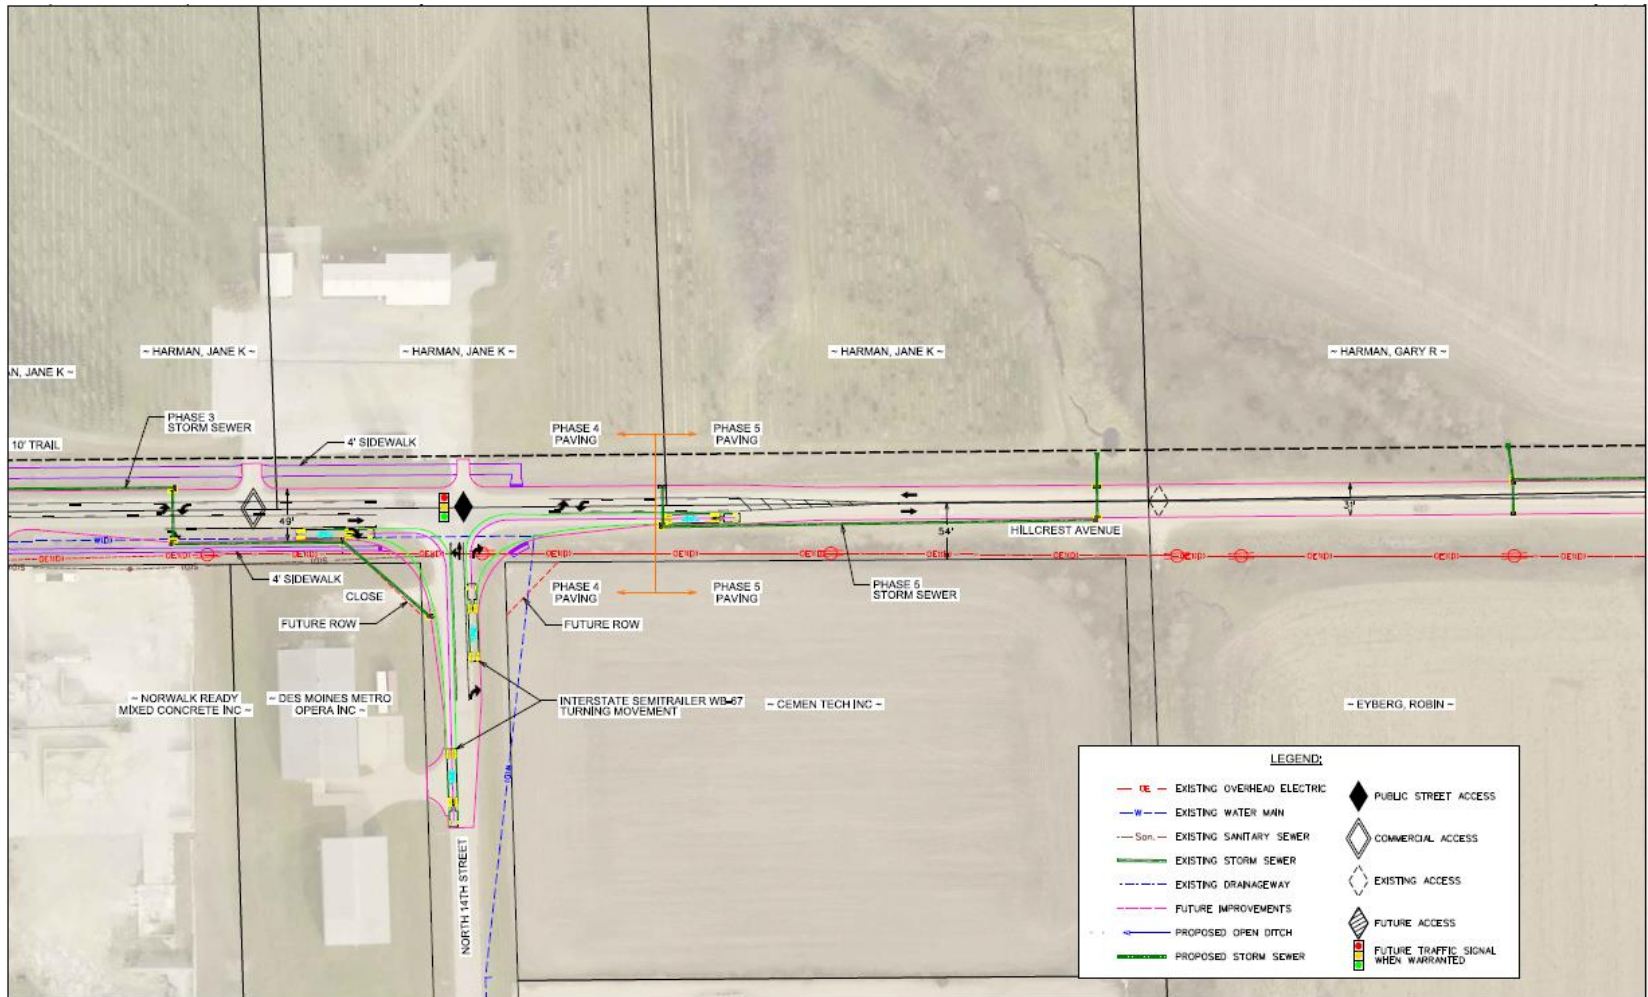 ~ HARMAN, JANE K ~
~ HARMAN, JANE K ~
~ HARMAN, JANE K ~
~ HARMAN, GARY R ~
AN, JANE K ~
PHASE 3
STORM SEWER
10' TRAIL
4' SIDEWALK
PHASE 4
PAVING
PHASE 5
PAVING
49'
54'
31'
HILLCREST AVENUE
4' SIDEWALK
CLOSE
FUTURE ROW
PHASE 4
PAVING
PHASE 5
PAVING
FUTURE ROW
PHASE 5
STORM SEWER
~ NORWALK READY
MIXED CONCRETE INC ~
~ DES MOINES METRO
OPERA INC ~
INTERSTATE SEMITRAILER WB-67
TURNING MOVEMENT
~ CEMEN TECH INC ~
~ EYBERG, ROBIN ~
NORTH 14TH STREET
LEGEND:
OE EXISTING OVERHEAD ELECTRIC
W EXISTING WATER MAIN
San. EXISTING SANITARY SEWER
EXISTING STORM SEWER
EXISTING DRAINAGEWAY
FUTURE IMPROVEMENTS
PROPOSED OPEN DITCH
PROPOSED STORM SEWER
PUBLIC STREET ACCESS
COMMERCIAL ACCESS
EXISTING ACCESS
FUTURE ACCESS
FUTURE TRAFFIC SIGNAL
WHEN WARRANTED